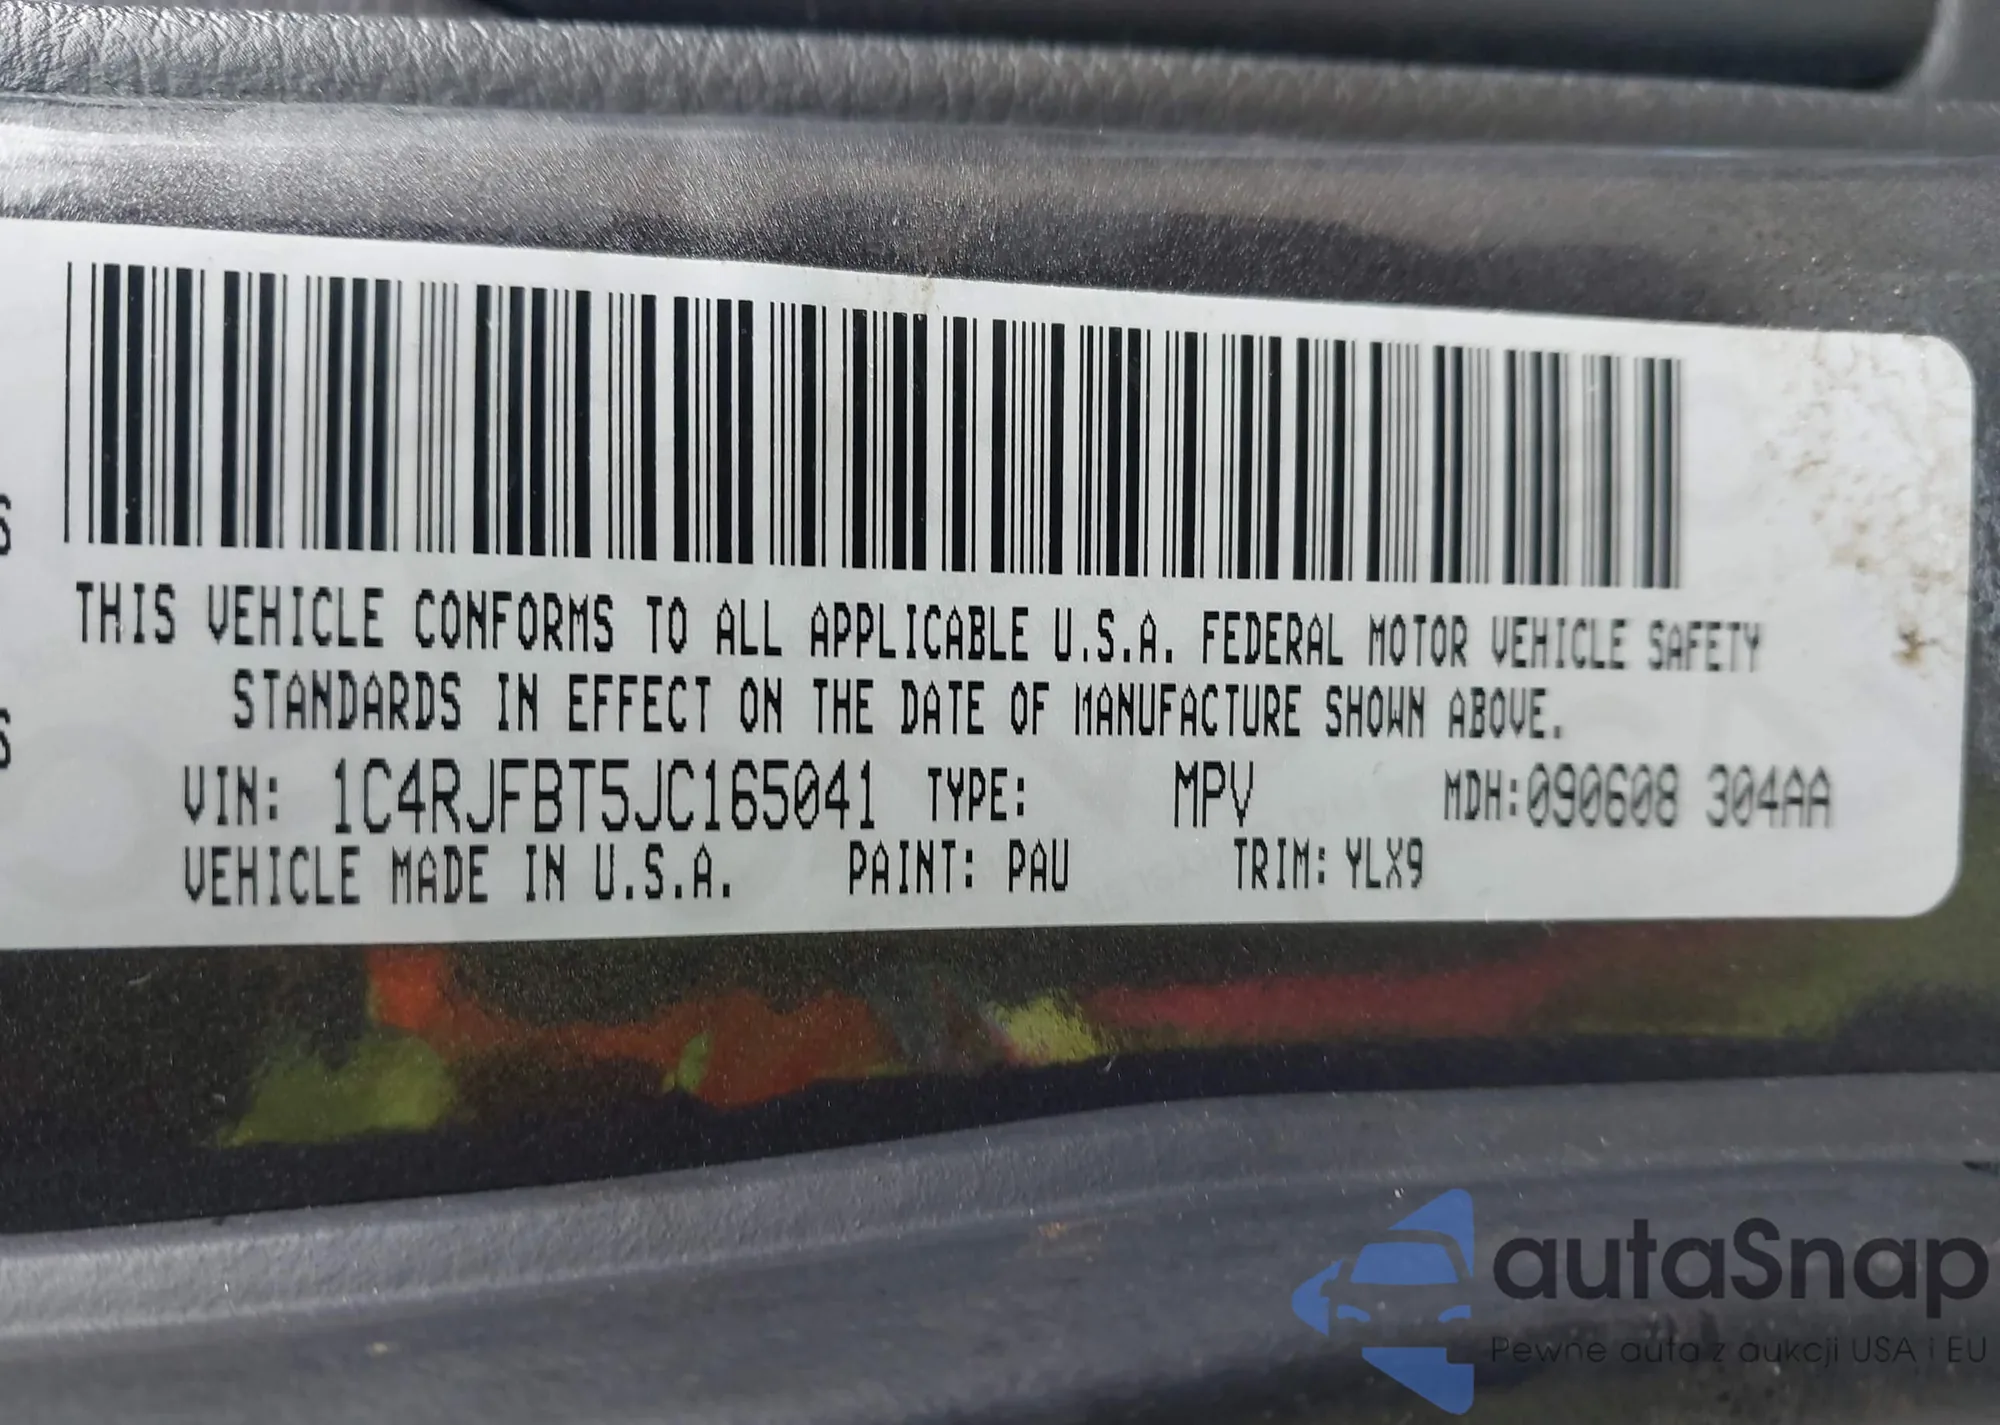 S
THIS VEHICLE CONFORMS TO ALL APPLICABLE U.S.A. FEDERAL MOTOR VEHICLE SAFETY
S
STANDARDS IN EFFECT ON THE DATE OF MANUFACTURE SHOWN ABOVE.
VIN: 1C4RJFBT5JC165041 TYPE: MPV MDH:090608 304AA
VEHICLE MADE IN U.S.A. PAINT: PAU TRIM: YLX9
autaSnap
Pewne auta z aukcji USA i EU